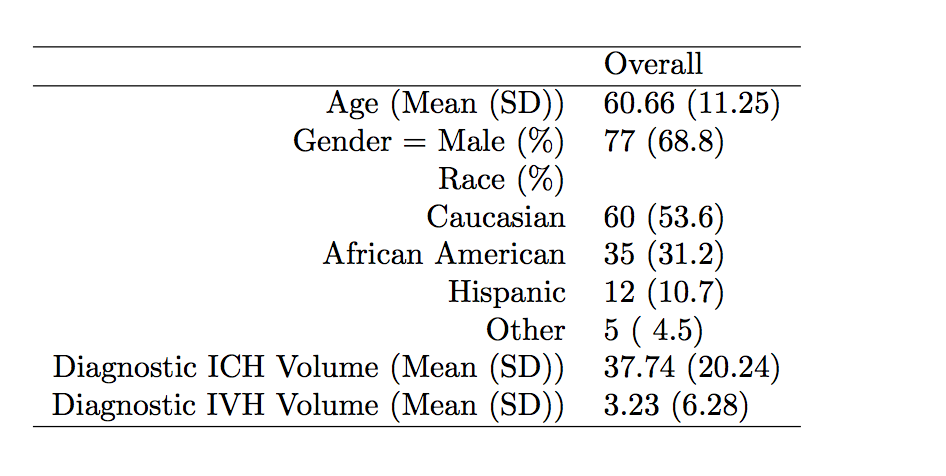 Overall
Age (Mean (SD)) 60.66 (11.25)
Gender = Male (%) 77 (68.8)
Race (%)
Caucasian 60 (53.6)
African American 35 (31.2)
Hispanic 12 (10.7)
Other 5 ( 4.5)
Diagnostic ICH Volume (Mean (SD)) 37.74 (20.24)
Diagnostic IVH Volume (Mean (SD)) 3.23 (6.28)